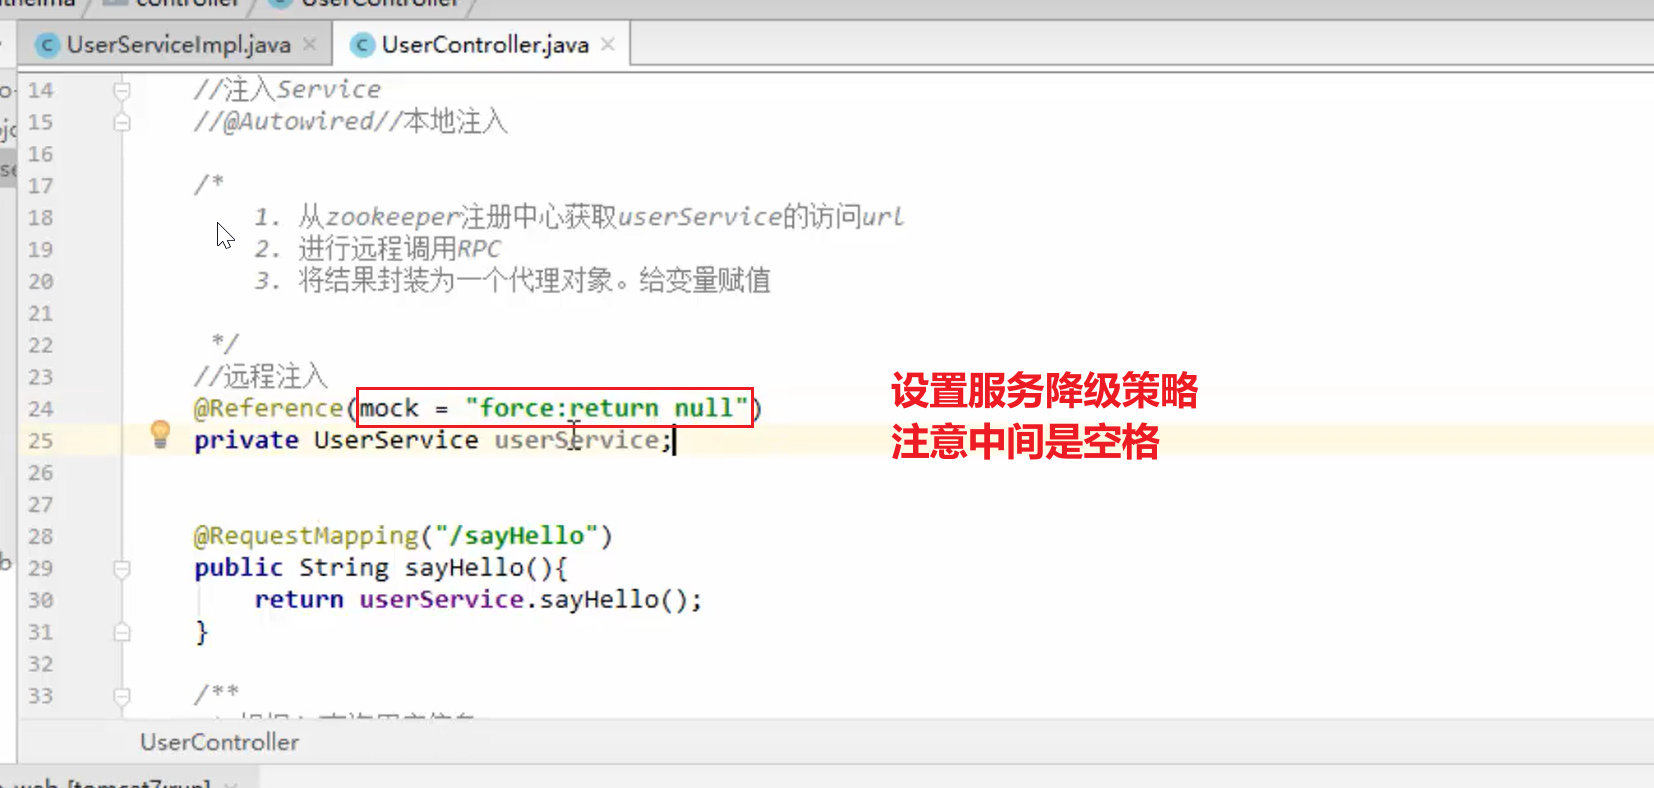 controller
UserController
UserServiceImpl.java
UserController.java
14 //注入Service
15 //@Autowired//本地注入
16
17 /*
18 1. 从zookeeper注册中心获取userService的访问url
19 2. 进行远程调用RPC
20 3. 将结果封装为一个代理对象。给变量赋值
21
22 */
23 //远程注入
24 @Reference(mock = "force:return null")
设置服务降级策略
25 private UserService userService;
注意中间是空格
26
27
28 @RequestMapping("/sayHello")
29 public String sayHello(){
30 return userService.sayHello();
31 }
32
33 /**
UserController
web [tomcat7:run]